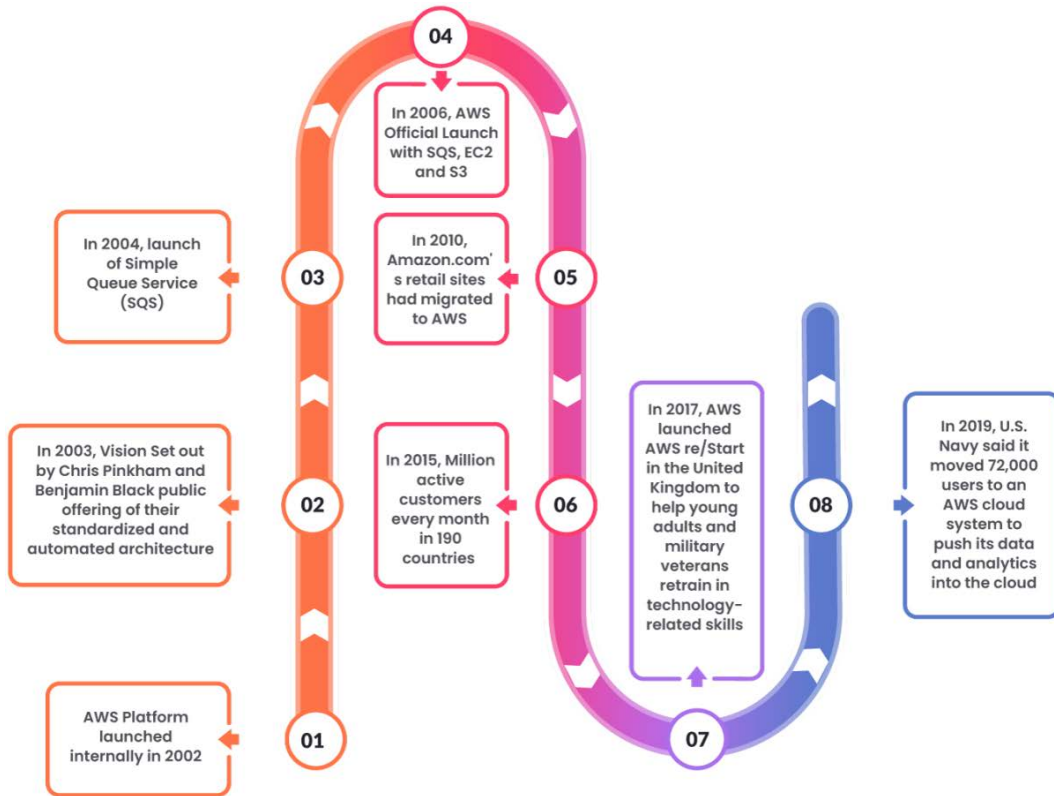 01
AWS Platform
launched
internally in 2002
02
In 2003, Vision Set out
by Chris Pinkham and
Benjamin Black public
offering of their
standardized and
automated architecture
03
In 2004, launch
of Simple
Queue Service
(SQS)
04
In 2006, AWS
Official Launch
with SQS, EC2
and S3
05
In 2010,
Amazon.com'
s retail sites
had migrated
to AWS
06
In 2015, Million
active
customers
every month
in 190
countries
07
In 2017, AWS
launched
AWS re/Start
in the United
Kingdom to
help young
adults and
military
veterans
retrain in
technology-
related skills
08
In 2019, U.S.
Navy said it
moved 72,000
users to an
AWS cloud
system to
push its data
and analytics
into the cloud